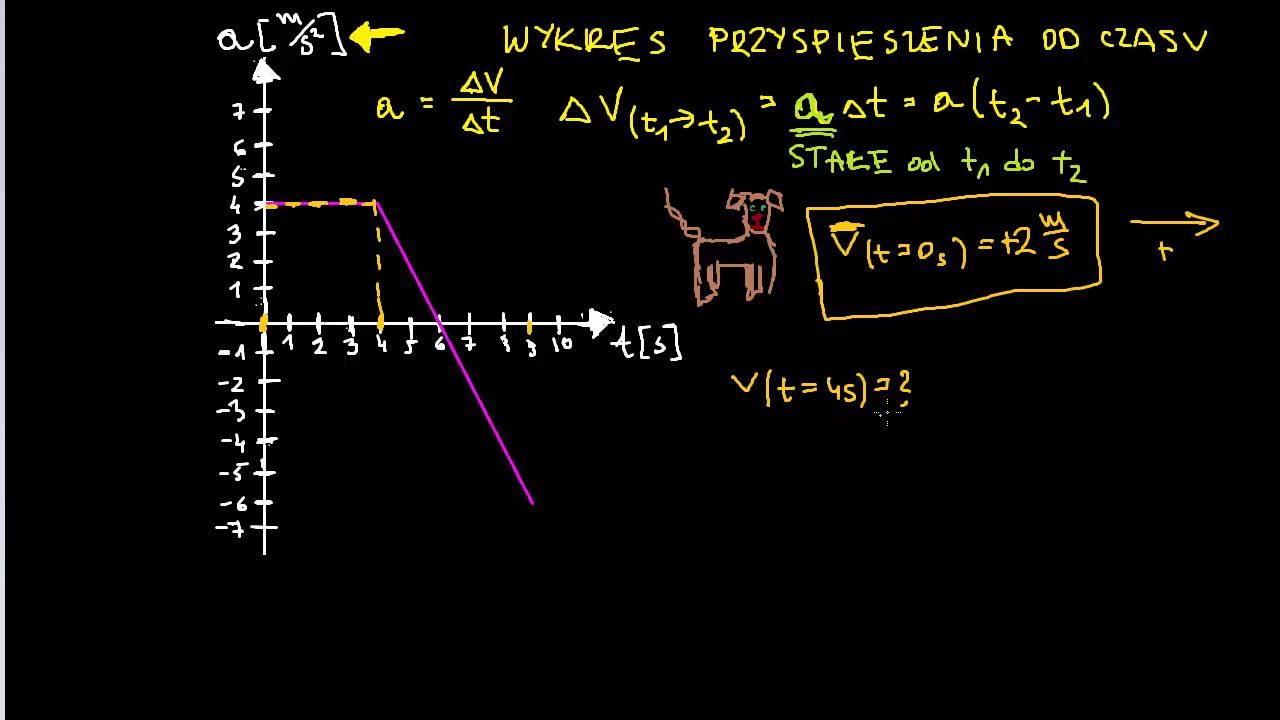 a [m/s²]
WYKRES PRZYSPIESZENIA OD CZASU
a = ΔV/Δt
ΔV(t₁→t₂) = a Δt = a(t₂-t₁)
STAŁE od t₁ do t₂
V(t=0s) = +2 m/s
+
V(t=4s)=?
7
6
5
4
3
2
1
1 2 3 4 5 6 7 8 9 10
t[s]
-1
-2
-3
-4
-5
-6
-7